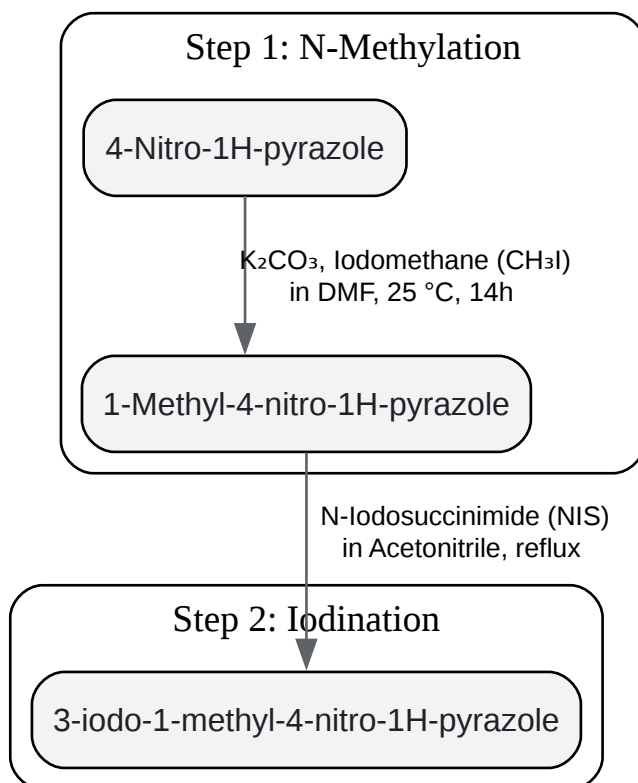 Step 1: N-Methylation
4-Nitro-1H-pyrazole
K₂CO₃, Iodomethane (CH₃I)
in DMF, 25 °C, 14h
1-Methyl-4-nitro-1H-pyrazole
N-Iodosuccinimide (NIS)
in Acetonitrile, reflux
Step 2: Iodination
3-iodo-1-methyl-4-nitro-1H-pyrazole